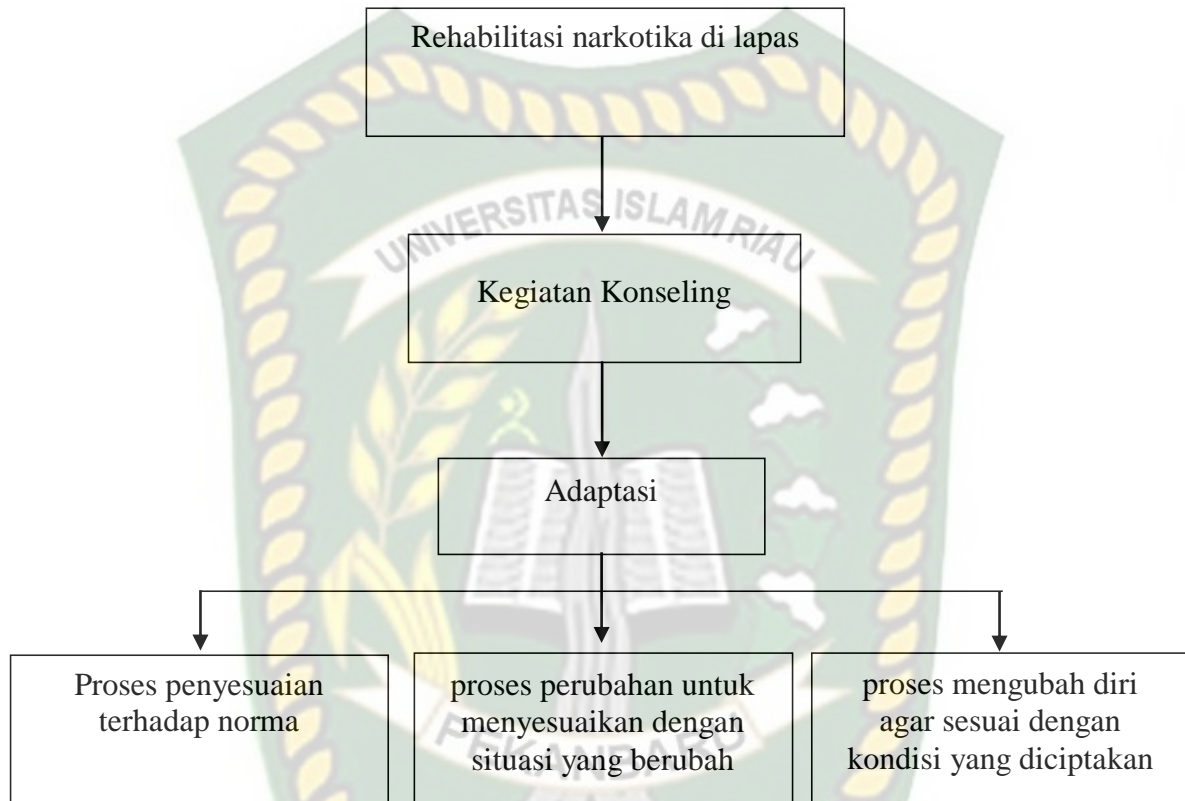 Rehabilitasi narkotika di lapas
UNIVERSITAS ISLAM RIAU
Kegiatan Konseling
Adaptasi
Proses penyesuaian
terhadap norma
proses perubahan untuk
menyesuaikan dengan
situasi yang berubah
proses mengubah diri
agar sesuai dengan
kondisi yang diciptakan
PEKANBARU